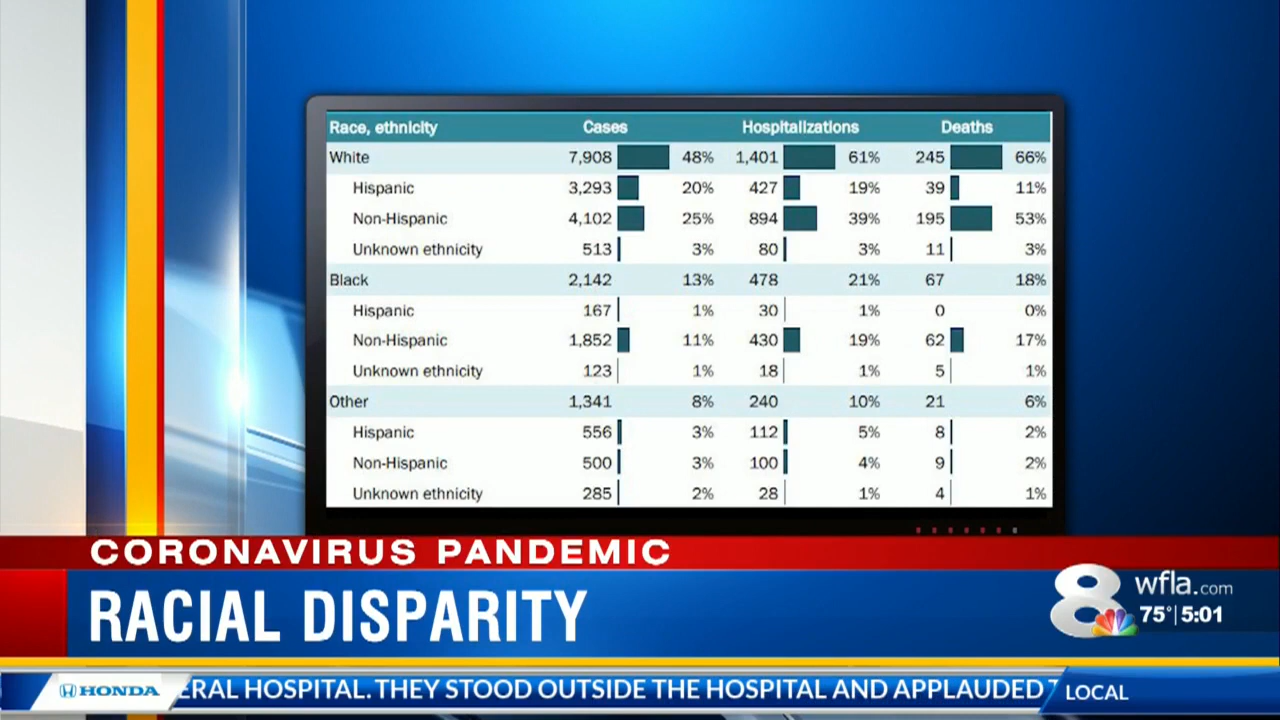 Race, ethnicity Cases Hospitalizations Deaths
White 7,908 48% 1,401 61% 245 66%
Hispanic 3,293 20% 427 19% 39 11%
Non-Hispanic 4,102 25% 894 39% 195 53%
Unknown ethnicity 513 3% 80 3% 11 3%
Black 2,142 13% 478 21% 67 18%
Hispanic 167 1% 30 1% 0 0%
Non-Hispanic 1,852 11% 430 19% 62 17%
Unknown ethnicity 123 1% 18 1% 5 1%
Other 1,341 8% 240 10% 21 6%
Hispanic 556 3% 112 5% 8 2%
Non-Hispanic 500 3% 100 4% 9 2%
Unknown ethnicity 285 2% 28 1% 4 1%
CORONAVIRUS PANDEMIC
RACIAL DISPARITY
8 wfla.com
75° | 5:01
HONDA ERAL HOSPITAL. THEY STOOD OUTSIDE THE HOSPITAL AND APPLAUDED LOCAL